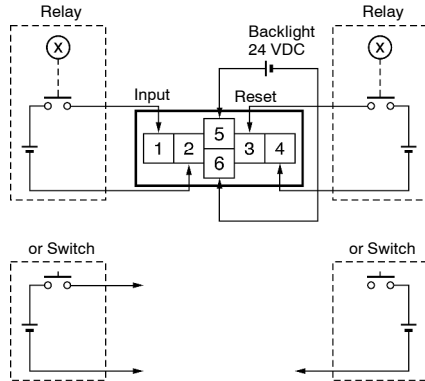 Relay
X
Backlight
24 VDC
Relay
X
Input
Reset
1 2 5 6 3 4
or Switch
or Switch